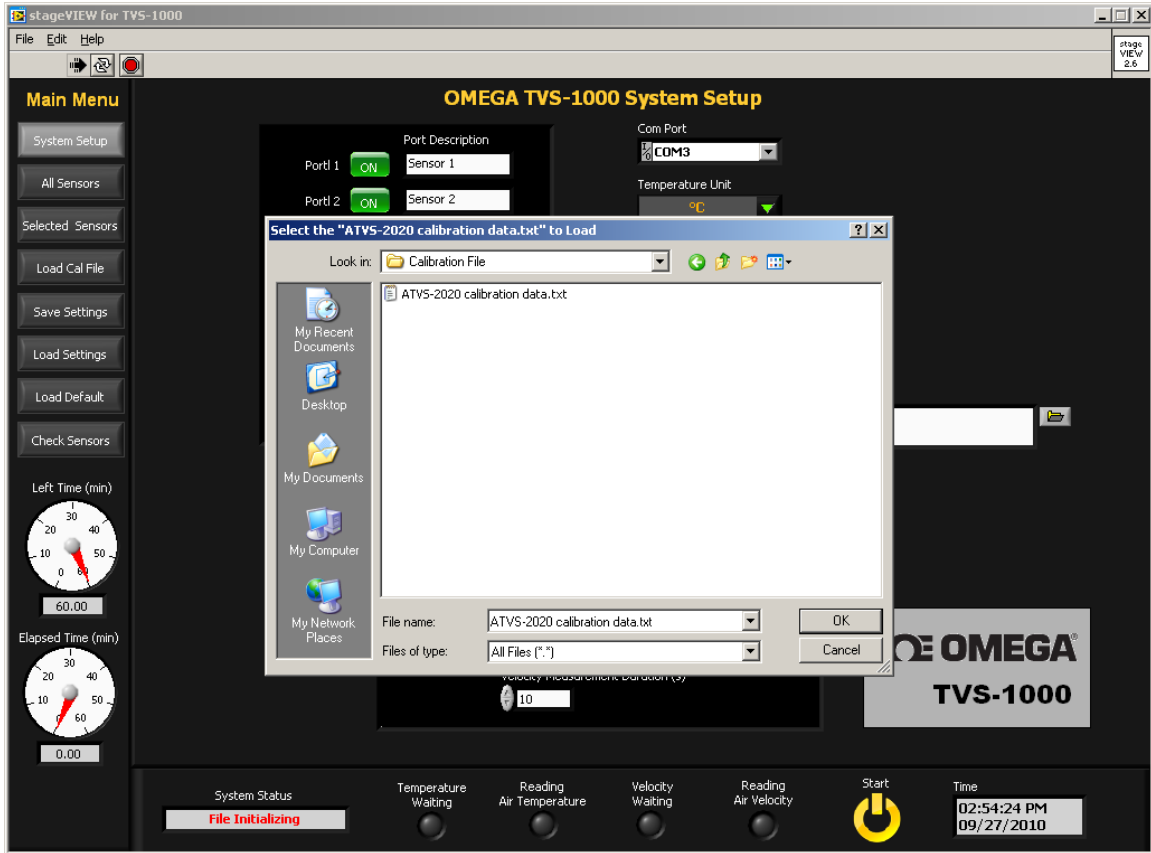 stageVIEW for TVS-1000
File Edit Help
stage
VIEW
2.6
Main Menu
System Setup
All Sensors
Selected Sensors
Load Cal File
Save Settings
Load Settings
Load Default
Check Sensors
Left Time (min)
0 10 20 30 40 50 60
60.00
Elapsed Time (min)
0 10 20 30 40 50 60
0.00
OMEGA TVS-1000 System Setup
Port Description
Portl 1 ON Sensor 1
Portl 2 ON Sensor 2
Com Port
COM3
Temperature Unit
°C
Select the "ATVS-2020 calibration data.txt" to Load
Look in: Calibration File
My Recent Documents
Desktop
My Documents
My Computer
My Network Places
ATVS-2020 calibration data.txt
File name: ATVS-2020 calibration data.txt OK
Files of type: All Files (*.*) Cancel
Velocity Measurement Duration (s)
10
OMEGA®
TVS-1000
System Status
File Initializing
Temperature Waiting
Reading Air Temperature
Velocity Waiting
Reading Air Velocity
Start
Time
02:54:24 PM
09/27/2010